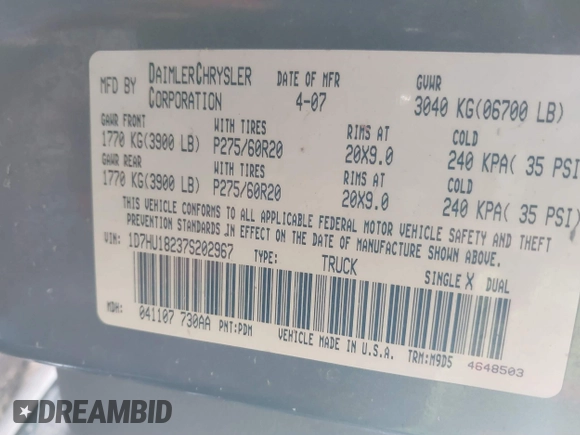 MFD BY DAIMLERCHRYSLER CORPORATION DATE OF MFR 4-07 GVWR 3040 KG(06700 LB)
GAWR FRONT WITH TIRES RIMS AT COLD
1770 KG(3900 LB) P275/60R20 20X9.0 240 KPA( 35 PSI
GAWR REAR WITH TIRES RIMS AT COLD
1770 KG(3900 LB) P275/60R20 20X9.0 240 KPA( 35 PSI)
THIS VEHICLE CONFORMS TO ALL APPLICABLE FEDERAL MOTOR VEHICLE SAFETY AND THEFT
PREVENTION STANDARDS IN EFFECT ON THE DATE OF MANUFACTURE SHOWN ABOVE.
1D7HU18237S202967 TYPE: TRUCK SINGLE X DUAL
MDH: 041107 730AA PNT:PDM VEHICLE MADE IN U.S.A. TRM:M9D5 4648503
DREAMBID